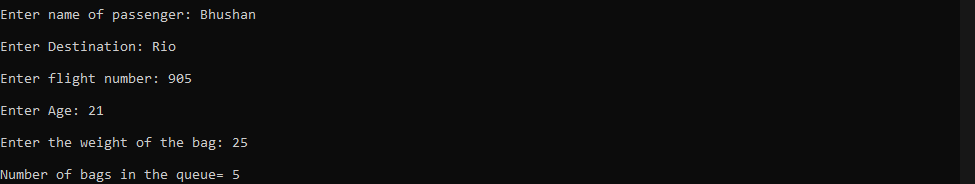 Enter name of passenger: Bhushan
Enter Destination: Rio
Enter flight number: 905
Enter Age: 21
Enter the weight of the bag: 25
Number of bags in the queue= 5